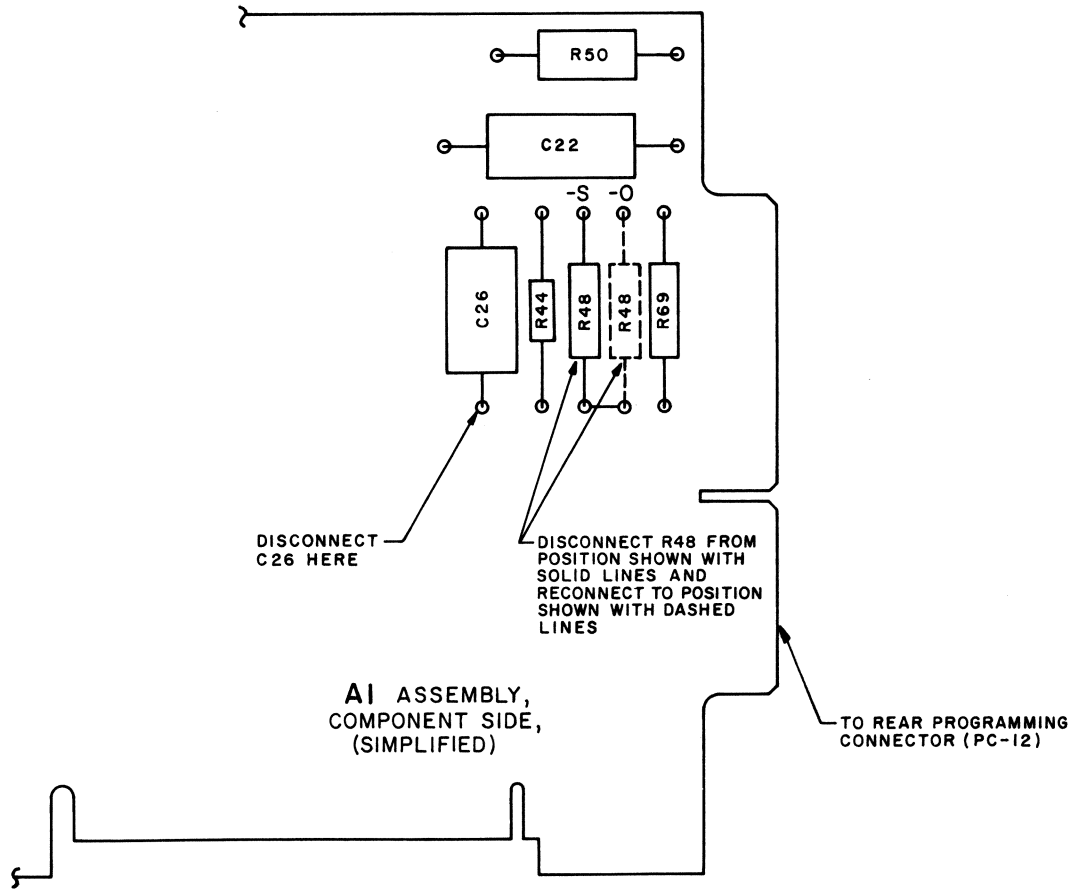 R50
C22
-S -O
C26
R44
R48
R48
R69
DISCONNECT
C26 HERE
DISCONNECT R48 FROM
POSITION SHOWN WITH
SOLID LINES AND
RECONNECT TO POSITION
SHOWN WITH DASHED
LINES
A1 ASSEMBLY,
COMPONENT SIDE,
(SIMPLIFIED)
TO REAR PROGRAMMING
CONNECTOR (PC-12)